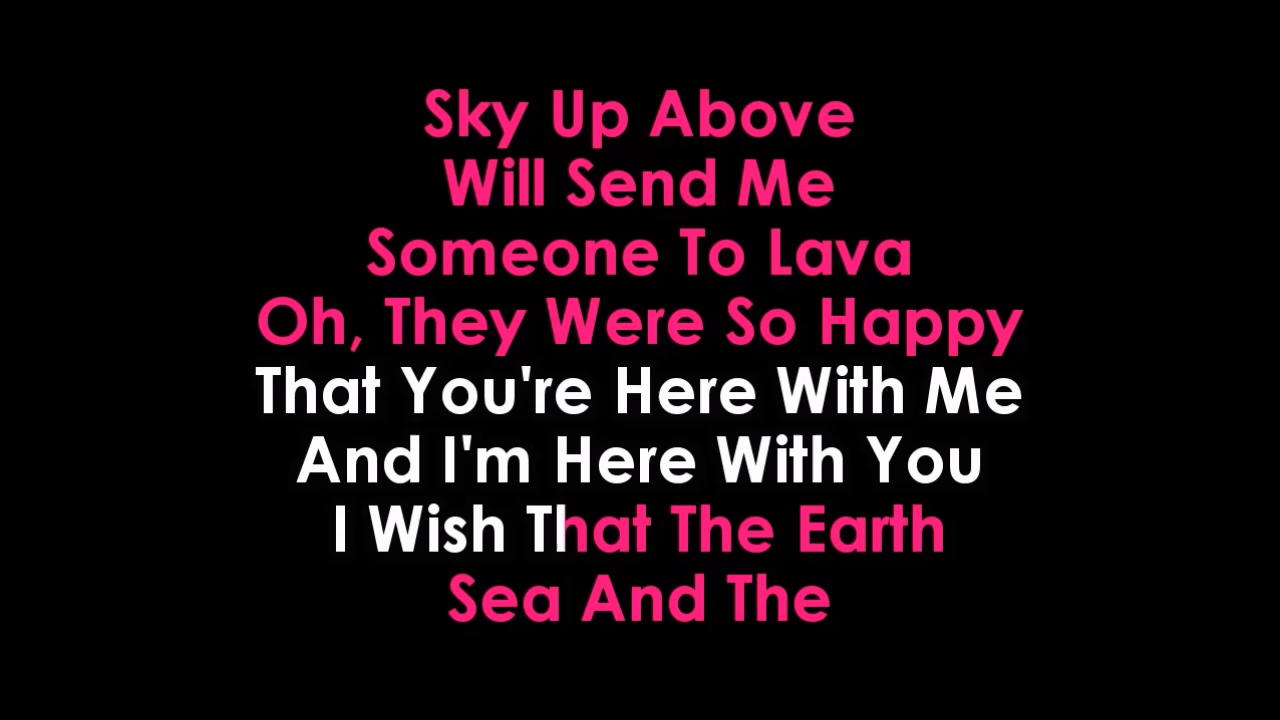 Sky Up Above
Will Send Me
Someone To Lava
Oh, They Were So Happy
That You're Here With Me
And I'm Here With You
I Wish That The Earth
Sea And The